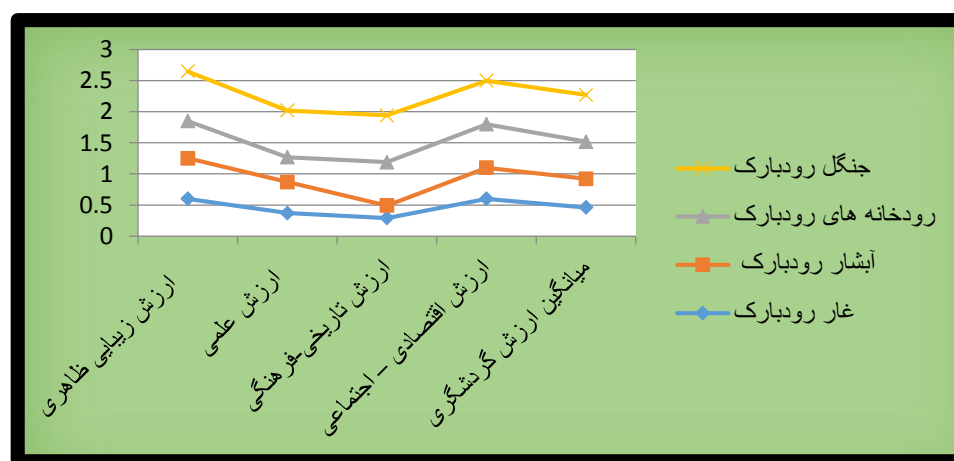 3
2.5
2
1.5
1
0.5
0
ارزش زیبایی ظاهری
ارزش علمی
ارزش تاریخی-فرهنگی
ارزش اقتصادی – اجتماعی
میانگین ارزش گردشگری
جنگل رودبارک
رودخانه های رودبارک
آبشار رودبارک
غار رودبارک